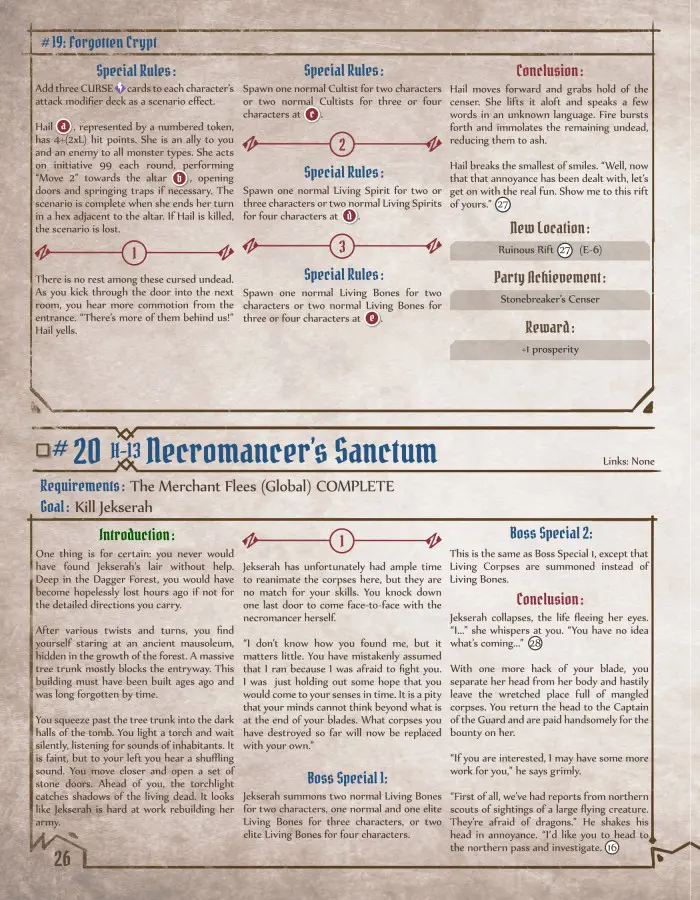 #19: Forgotten Crypt
Special Rules:
Add three CURSE cards to each character's
attack modifier deck as a scenario effect.
Hail a, represented by a numbered token,
has 4+(2xL) hit points. She is an ally to you
and an enemy to all monster types. She acts
on initiative 99 each round, performing
"Move 2" towards the altar b, opening
doors and springing traps if necessary. The
scenario is complete when she ends her turn
in a hex adjacent to the altar. If Hail is killed,
the scenario is lost.
1
There is no rest among these cursed undead.
As you kick through the door into the next
room, you hear more commotion from the
entrance. "There's more of them behind us!"
Hail yells.
Special Rules:
Spawn one normal Cultist for two characters
or two normal Cultists for three or four
characters at c.
2
Special Rules:
Spawn one normal Living Spirit for two or
three characters or two normal Living Spirits
for four characters at d.
3
Special Rules:
Spawn one normal Living Bones for two
characters or two normal Living Bones for
three or four characters at e.
Conclusion:
Hail moves forward and grabs hold of the
censer. She lifts it aloft and speaks a few
words in an unknown language. Fire bursts
forth and immolates the remaining undead,
reducing them to ash.
Hail breaks the smallest of smiles. "Well, now
that that annoyance has been dealt with, let's
get on with the real fun. Show me to this rift
of yours." 27
New Location:
Ruinous Rift 27 (E-6)
Party Achievement:
Stonebreaker's Censer
Reward:
+1 prosperity
#20 H-13 Necromancer's Sanctum
Links: None
Requirements: The Merchant Flees (Global) COMPLETE
Goal: Kill Jekserah
Introduction:
One thing is for certain: you never would
have found Jekserah's lair without help.
Deep in the Dagger Forest, you would have
become hopelessly lost hours ago if not for
the detailed directions you carry.
After various twists and turns, you find
yourself staring at an ancient mausoleum,
hidden in the growth of the forest. A massive
tree trunk mostly blocks the entryway. This
building must have been built ages ago and
was long forgotten by time.
You squeeze past the tree trunk into the dark
halls of the tomb. You light a torch and wait
silently, listening for sounds of inhabitants. It
is faint, but to your left you hear a shuffling
sound. You move closer and open a set of
stone doors. Ahead of you, the torchlight
catches shadows of the living dead. It looks
like Jekserah is hard at work rebuilding her
army.
1
Jekserah has unfortunately had ample time
to reanimate the corpses here, but they are
no match for your skills. You knock down
one last door to come face-to-face with the
necromancer herself.
"I don't know how you found me, but it
matters little. You have mistakenly assumed
that I ran because I was afraid to fight you.
I was just holding out some hope that you
would come to your senses in time. It is a pity
that your minds cannot think beyond what is
at the end of your blades. What corpses you
have destroyed so far will now be replaced
with your own."
Boss Special 1:
Jekserah summons two normal Living Bones
for two characters, one normal and one elite
Living Bones for three characters, or two
elite Living Bones for four characters.
Boss Special 2:
This is the same as Boss Special 1, except that
Living Corpses are summoned instead of
Living Bones.
Conclusion:
Jekserah collapses, the life fleeing her eyes.
"I..." she whispers at you. "You have no idea
what's coming..." 28
With one more hack of your blade, you
separate her head from her body and hastily
leave the wretched place full of mangled
corpses. You return the head to the Captain
of the Guard and are paid handsomely for the
bounty on her.
"If you are interested, I may have some more
work for you," he says grimly.
"First of all, we've had reports from northern
scouts of sightings of a large flying creature.
They're afraid of dragons." He shakes his
head in annoyance. "I'd like you to head to
the northern pass and investigate. 16
26